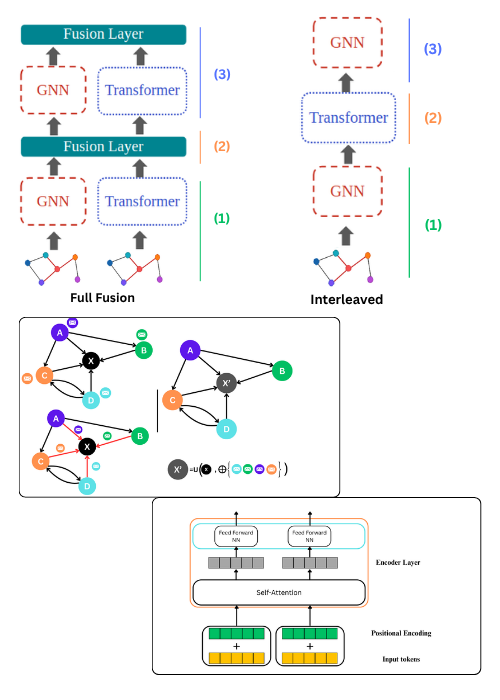 Fusion Layer
GNN
Transformer
(3)
Fusion Layer
(2)
GNN
Transformer
(1)
Full Fusion
GNN
(3)
Transformer
(2)
GNN
(1)
Interleaved
A
B
X
C
D
A
B
X
C
D
A
B
X'
C
D
X' =U( X , ⊕{ } )
Feed Forward
NN
Feed Forward
NN
Encoder Layer
Self-Attention
Positional Encoding
+ +
Input tokens